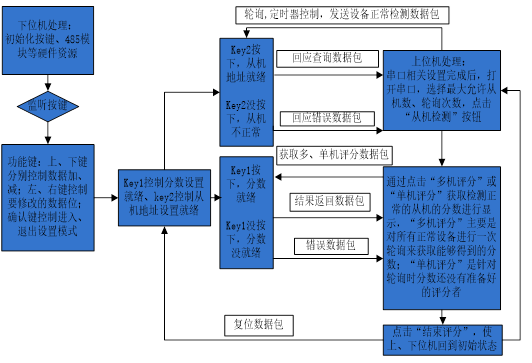 下位机处理：
初始化按键、485模
块等硬件资源
监听按键
功能键：上、下键
分别控制数据加、
减；左、右键控制
要修改的数据位；
确认键控制进入、
退出设置模式
Key1控制分数设置
就绪、key2控制从
机地址设置就绪
轮询,定时器控制，发送设备正常检测数据包
Key2按
下，从机
地址就绪
Key2没按
下，从机
不正常
回应查询数据包
回应错误数据包
上位机处理：
串口相关设置完成后，打
开串口，选择最大允许从
机数、轮询次数，点击
“从机检测”按钮
获取多、单机评分数据包
Key1按
下，分数
就绪
Key1没按
下，分数
没就绪
结果返回数据包
错误数据包
通过点击“多机评分”或
“单机评分”获取检测正
常的从机的分数进行显
示，“多机评分”主要是
对所有正常设备进行一次
轮询来获取能够得到的分
数；“单机评分”是针对
轮询时分数还没有准备好
的评分者
复位数据包
点击“结束评分”，使
上、下位机回到初始状态